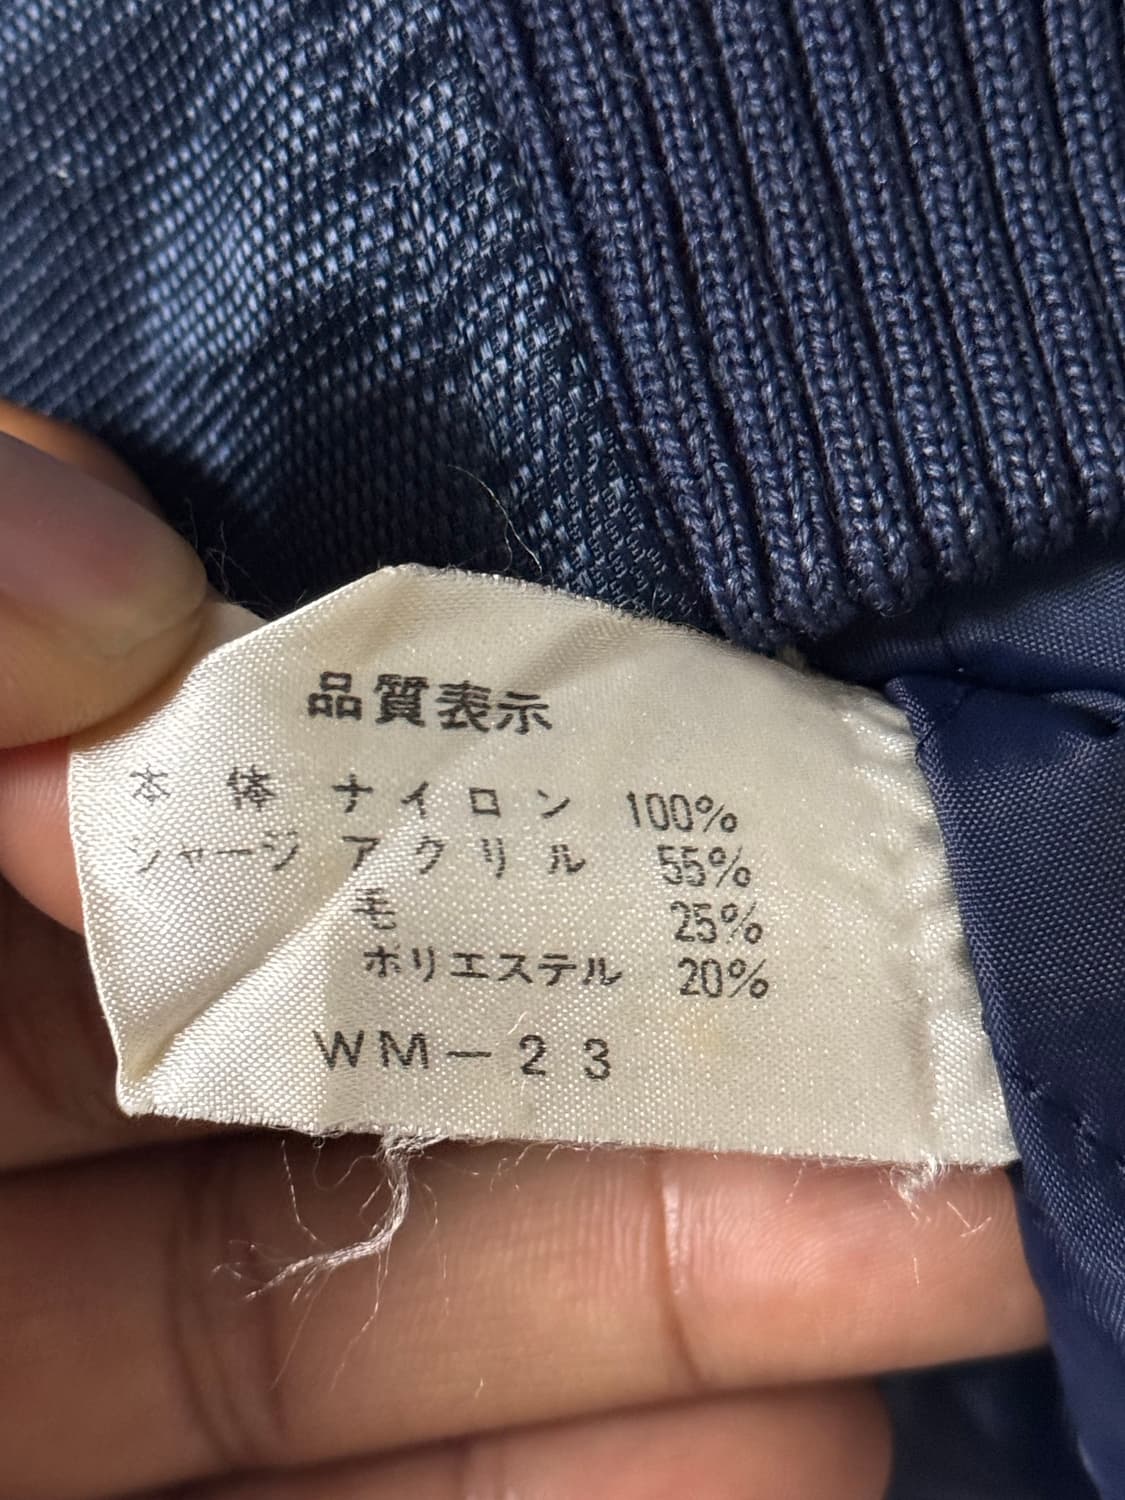 品質表示
本体 ナイロン 100%
ジャージ アクリル 55%
毛 25%
ポリエステル 20%
WM-23